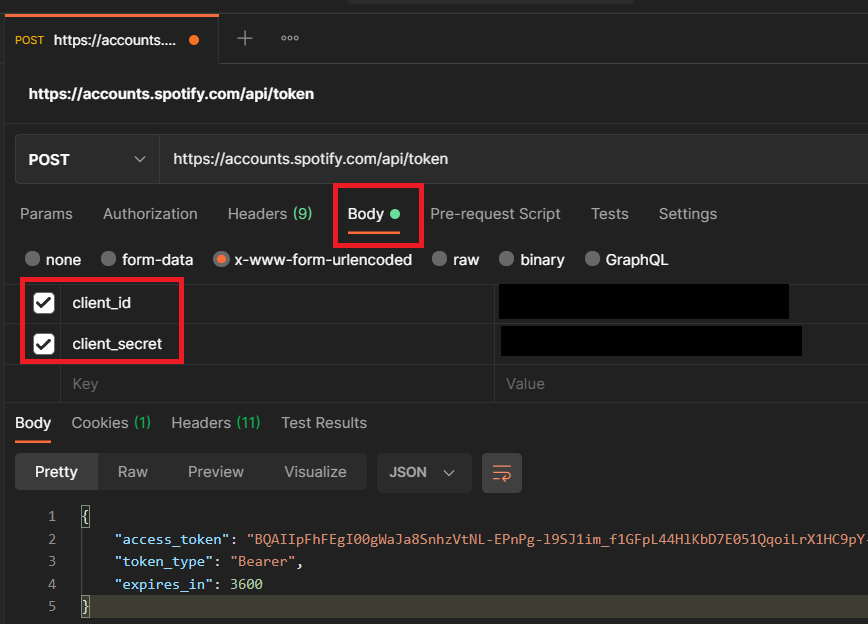 POST https://accounts....
https://accounts.spotify.com/api/token
POST https://accounts.spotify.com/api/token
Params Authorization Headers (9) Body Pre-request Script Tests Settings
none form-data x-www-form-urlencoded raw binary GraphQL
client_id
client_secret
Key Value
Body Cookies (1) Headers (11) Test Results
Pretty Raw Preview Visualize JSON
1 {
2 "access_token": "BQAIIpFhFEgI00gWaJa8SnhzVtNL-EPnPg-l9SJ1im_f1GFpL44HlKbD7E051QqoiLrX1HC9pY-
3 "token_type": "Bearer",
4 "expires_in": 3600
5 }